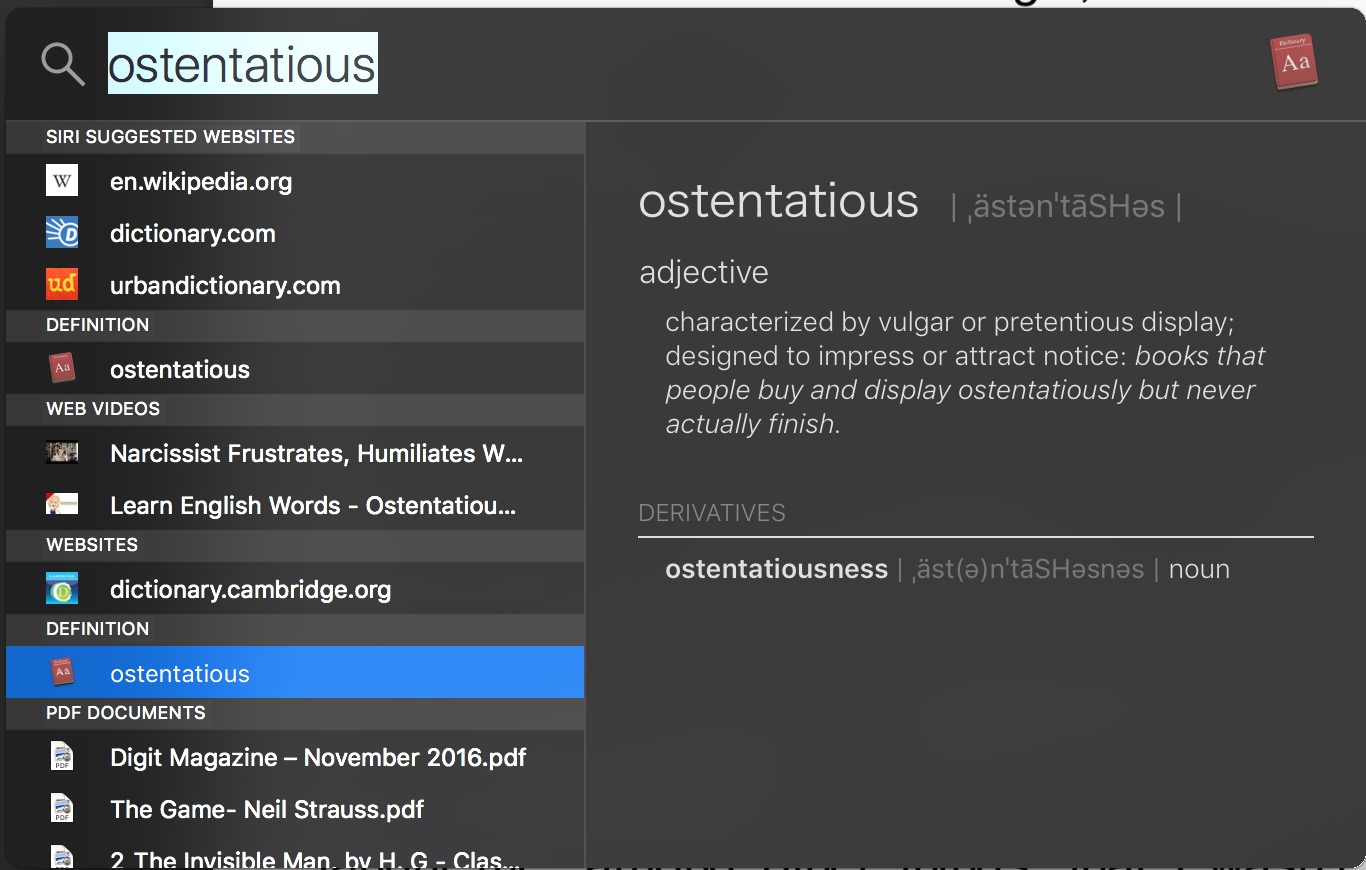 ostentatious
SIRI SUGGESTED WEBSITES
en.wikipedia.org
dictionary.com
urbandictionary.com
DEFINITION
ostentatious
WEB VIDEOS
Narcissist Frustrates, Humiliates W...
Learn English Words - Ostentatiou...
WEBSITES
dictionary.cambridge.org
DEFINITION
ostentatious
PDF DOCUMENTS
Digit Magazine – November 2016.pdf
The Game- Neil Strauss.pdf
2 The Invisible Man, by H. G - Clas...
Dictionary
Aa
ostentatious | ˌästənˈtāSHəs |
adjective
characterized by vulgar or pretentious display;
designed to impress or attract notice: books that
people buy and display ostentatiously but never
actually finish.
DERIVATIVES
ostentatiousness | ˌäst(ə)nˈtāSHəsnəs | noun